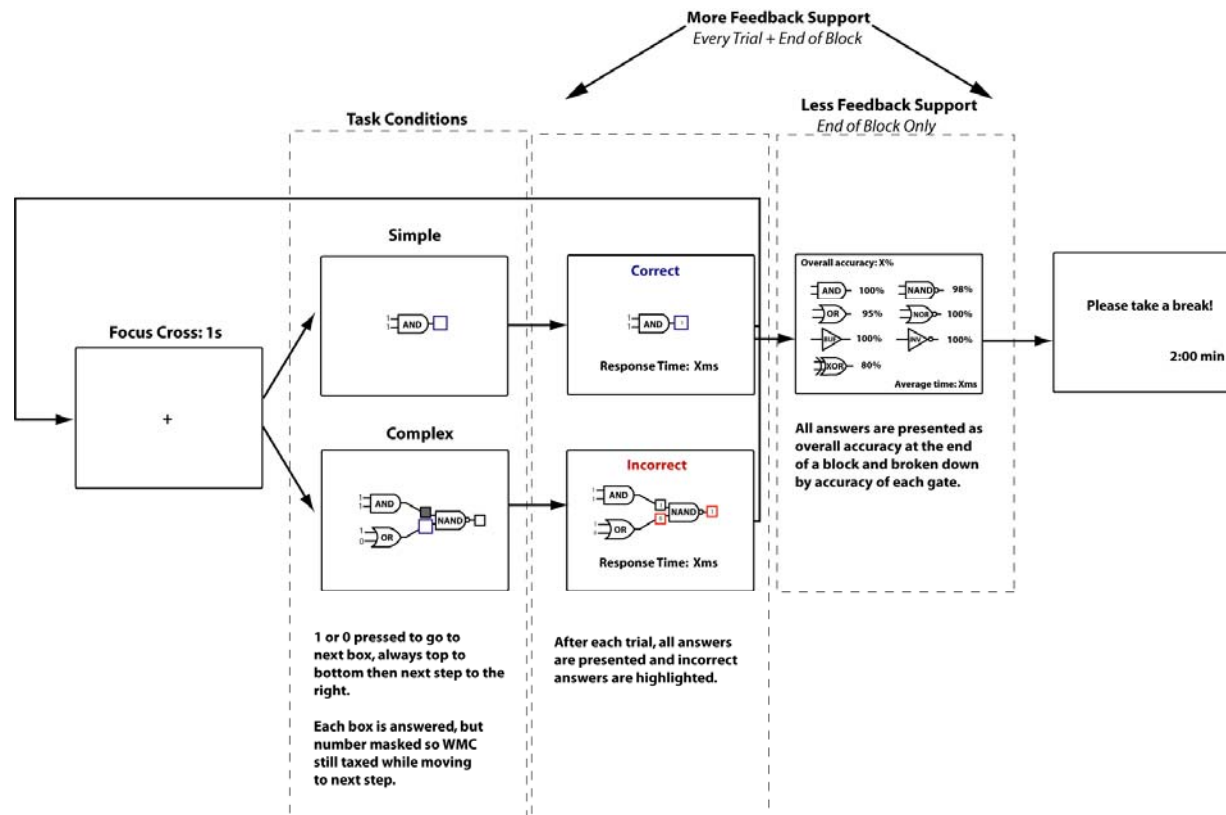 More Feedback Support
Every Trial + End of Block
Less Feedback Support
End of Block Only
Task Conditions
Focus Cross: 1s
+
Simple
1
1
AND
Complex
1
1
AND
1
0
OR
NAND
1 or 0 pressed to go to
next box, always top to
bottom then next step to the
right.
Each box is answered, but
number masked so WMC
still taxed while moving
to next step.
Correct
1
1
AND
Response Time: Xms
Incorrect
1
1
AND
1
OR
NAND
Response Time: Xms
After each trial, all answers
are presented and incorrect
answers are highlighted.
Overall accuracy: X%
AND 100% NAND 98%
OR 95% NOR 100%
BUF 100% INV 100%
XOR 80%
Average time: Xms
All answers are presented as
overall accuracy at the end
of a block and broken down
by accuracy of each gate.
Please take a break!
2:00 min